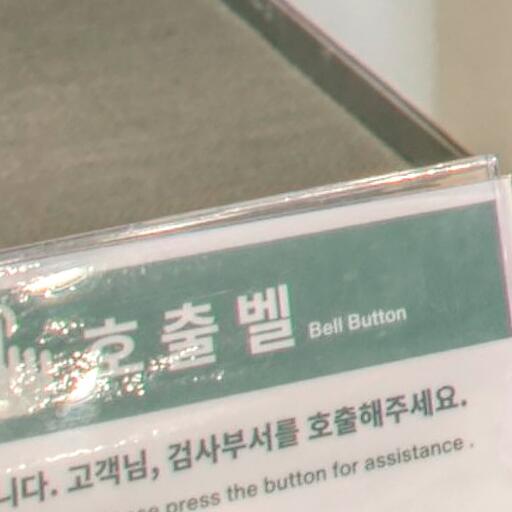 호출벨 Bell Button
니다. 고객님, 검사부서를 호출해주세요.
press the button for assistance .